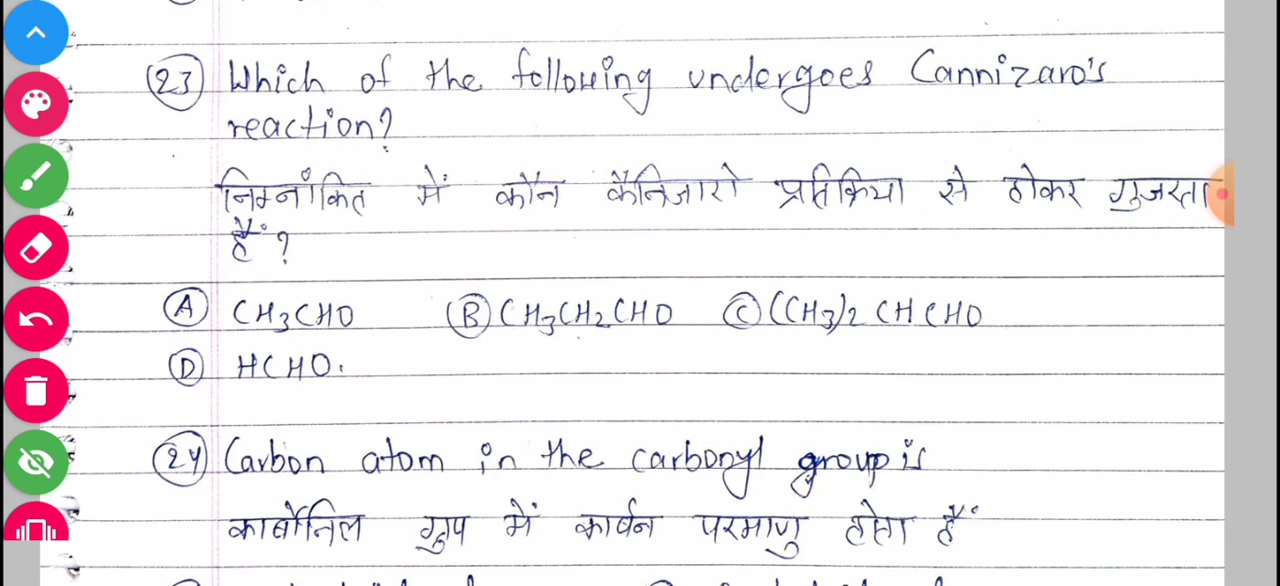 (23) Which of the following undergoes Cannizaro's
reaction?
निम्नांकित में कौन कैनिजारो प्रतिक्रिया से होकर गुजरता
है ?
(A) CH3CHO (B) CH3CH2CHO (C) ((CH3)2 CHCHO
(D) HCHO.
(24) Carbon atom in the carbonyl group is
कार्बोनिल ग्रुप में कार्बन परमाणु होता है